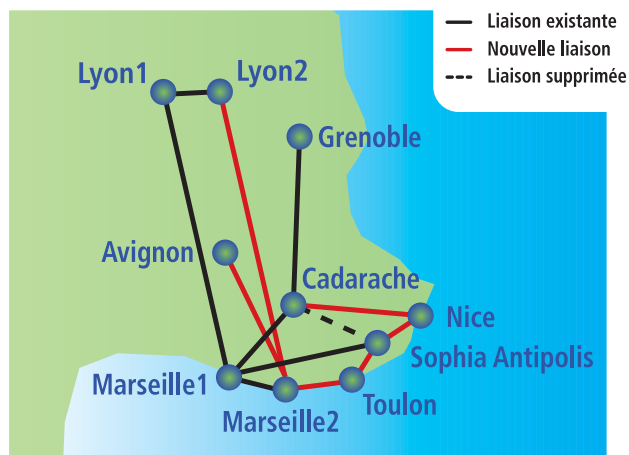 Liaison existante
Nouvelle liaison
Liaison supprimée
Lyon1
Lyon2
Grenoble
Avignon
Cadarache
Nice
Sophia Antipolis
Marseille1
Toulon
Marseille2